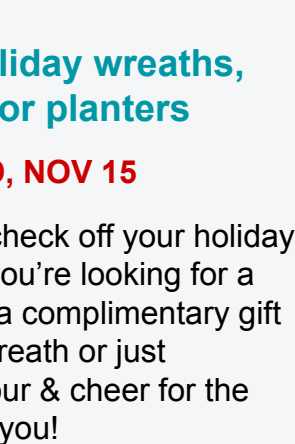 liday wreaths,
or planters
, NOV 15
check off your holiday
ou’re looking for a
a complimentary gift
reath or just
our & cheer for the
you!